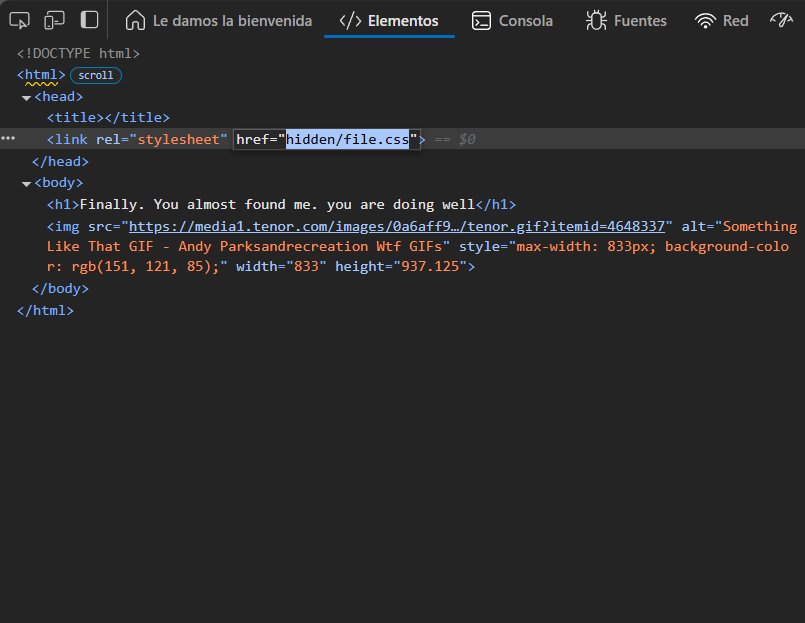 Le damos la bienvenida </> Elementos Consola Fuentes Red
<!DOCTYPE html>
<html> scroll
<head>
<title></title>
<link rel="stylesheet" href="hidden/file.css"> == $0
</head>
<body>
<h1>Finally. You almost found me. you are doing well</h1>
<img src="https://media1.tenor.com/images/0a6aff9…/tenor.gif?itemid=4648337" alt="Something
Like That GIF - Andy Parksandrecreation Wtf GIFs" style="max-width: 833px; background-colo
r: rgb(151, 121, 85);" width="833" height="937.125">
</body>
</html>